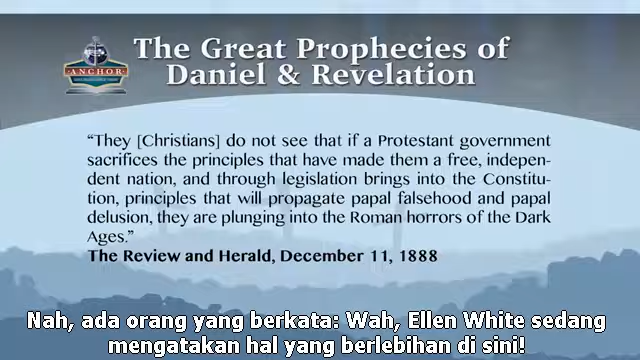 The Great Prophecies of
Daniel & Revelation
ANCHOR
“They [Christians] do not see that if a Protestant government
sacrifices the principles that have made them a free, indepen-
dent nation, and through legislation brings into the Constitu-
tion, principles that will propagate papal falsehood and papal
delusion, they are plunging into the Roman horrors of the Dark
Ages.”
The Review and Herald, December 11, 1888
Nah, ada orang yang berkata: Wah, Ellen White sedang
mengatakan hal yang berlebihan di sini!